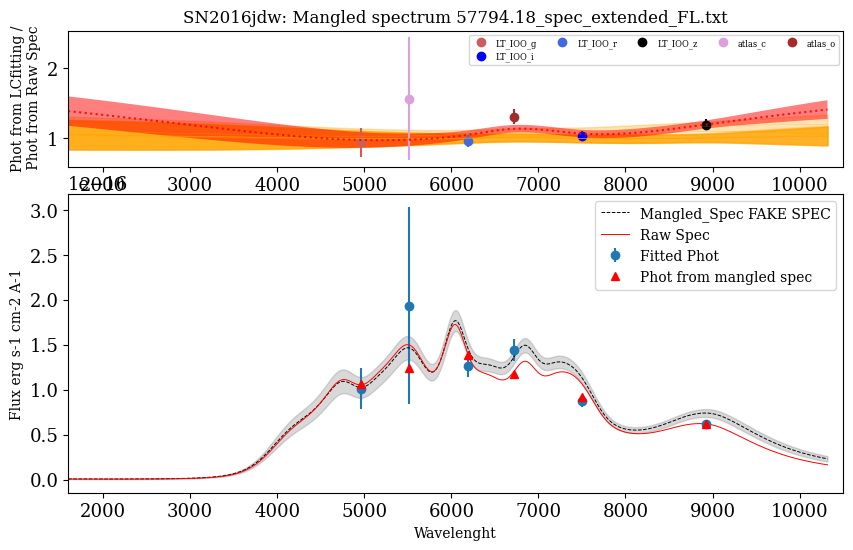 SN2016jdw: Mangled spectrum 57794.18_spec_extended_FL.txt
Phot from LCfitting /
Phot from Raw Spec
LT_IOO_g LT_IOO_r LT_IOO_z atlas_c atlas_o
LT_IOO_i
2
1
2000 3000 4000 5000 6000 7000 8000 9000 10000
1e−16
Mangled_Spec FAKE SPEC
Raw Spec
Fitted Phot
Phot from mangled spec
Flux erg s-1 cm-2 A-1
3.0
2.5
2.0
1.5
1.0
0.5
0.0
2000 3000 4000 5000 6000 7000 8000 9000 10000
Wavelenght